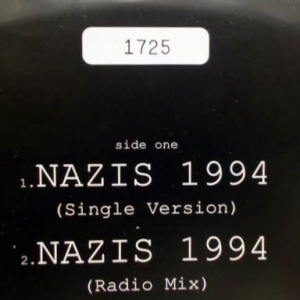 1725
side one
1.NAZIS 1994
(Single Version)
2.NAZIS 1994
(Radio Mix)